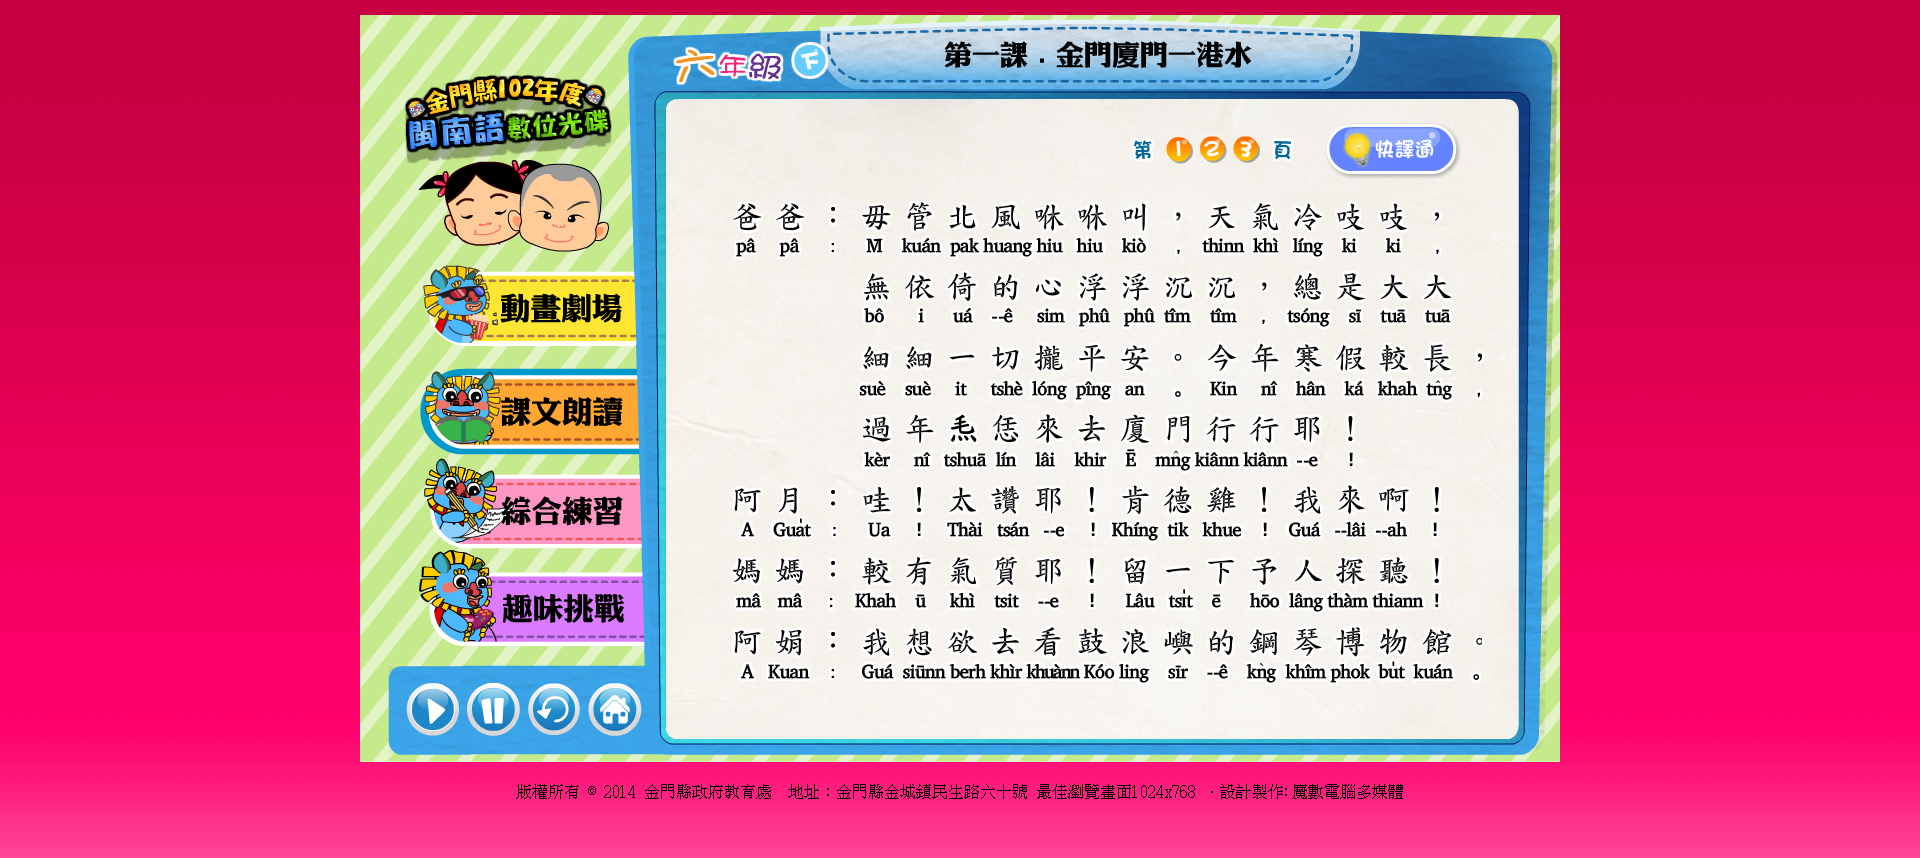 六年級 下
第一課．金門廈門一港水
金門縣102年度
閩南語數位光碟
第 1 2 3 頁 快譯通
動畫劇場
課文朗讀
綜合練習
趣味挑戰
爸爸：毋管北風咻咻叫，天氣冷吱吱，
pâ pâ : M kuán pak huang hiu hiu kiò , thinn khì líng ki ki ,
無依倚的心浮浮沉沉，總是大大
bô i uá --ê sim phû phû tîm tîm , tsóng sī tuā tuā
細細一切攏平安。今年寒假較長，
suè suè it tshè lóng pîng an 。 Kin nî hân ká khah tn̂g ,
過年𤆬恁來去廈門行行耶！
kèr nî tshuā lín lâi khir Ē mn̂g kiânn kiânn --e !
阿月：哇！太讚耶！肯德雞！我來啊！
A Gua̍t : Ua ! Thài tsán --e ! Khíng tik khue ! Guá --lâi --ah !
媽媽：較有氣質耶！留一下予人探聽！
mâ mâ : Khah ū khì tsit --e ! Lâu tsi̍t ē hōo lâng thàm thiann !
阿娟：我想欲去看鼓浪嶼的鋼琴博物館。
A Kuan : Guá siūnn berh khìr khuànn Kóo ling sīr --ê kǹg khîm phok bu̍t kuán 。
版權所有 © 2014 金門縣政府教育處 地址：金門縣金城鎮民生路六十號 最佳瀏覽畫面1024x768 ．設計製作:魔數電腦多媒體